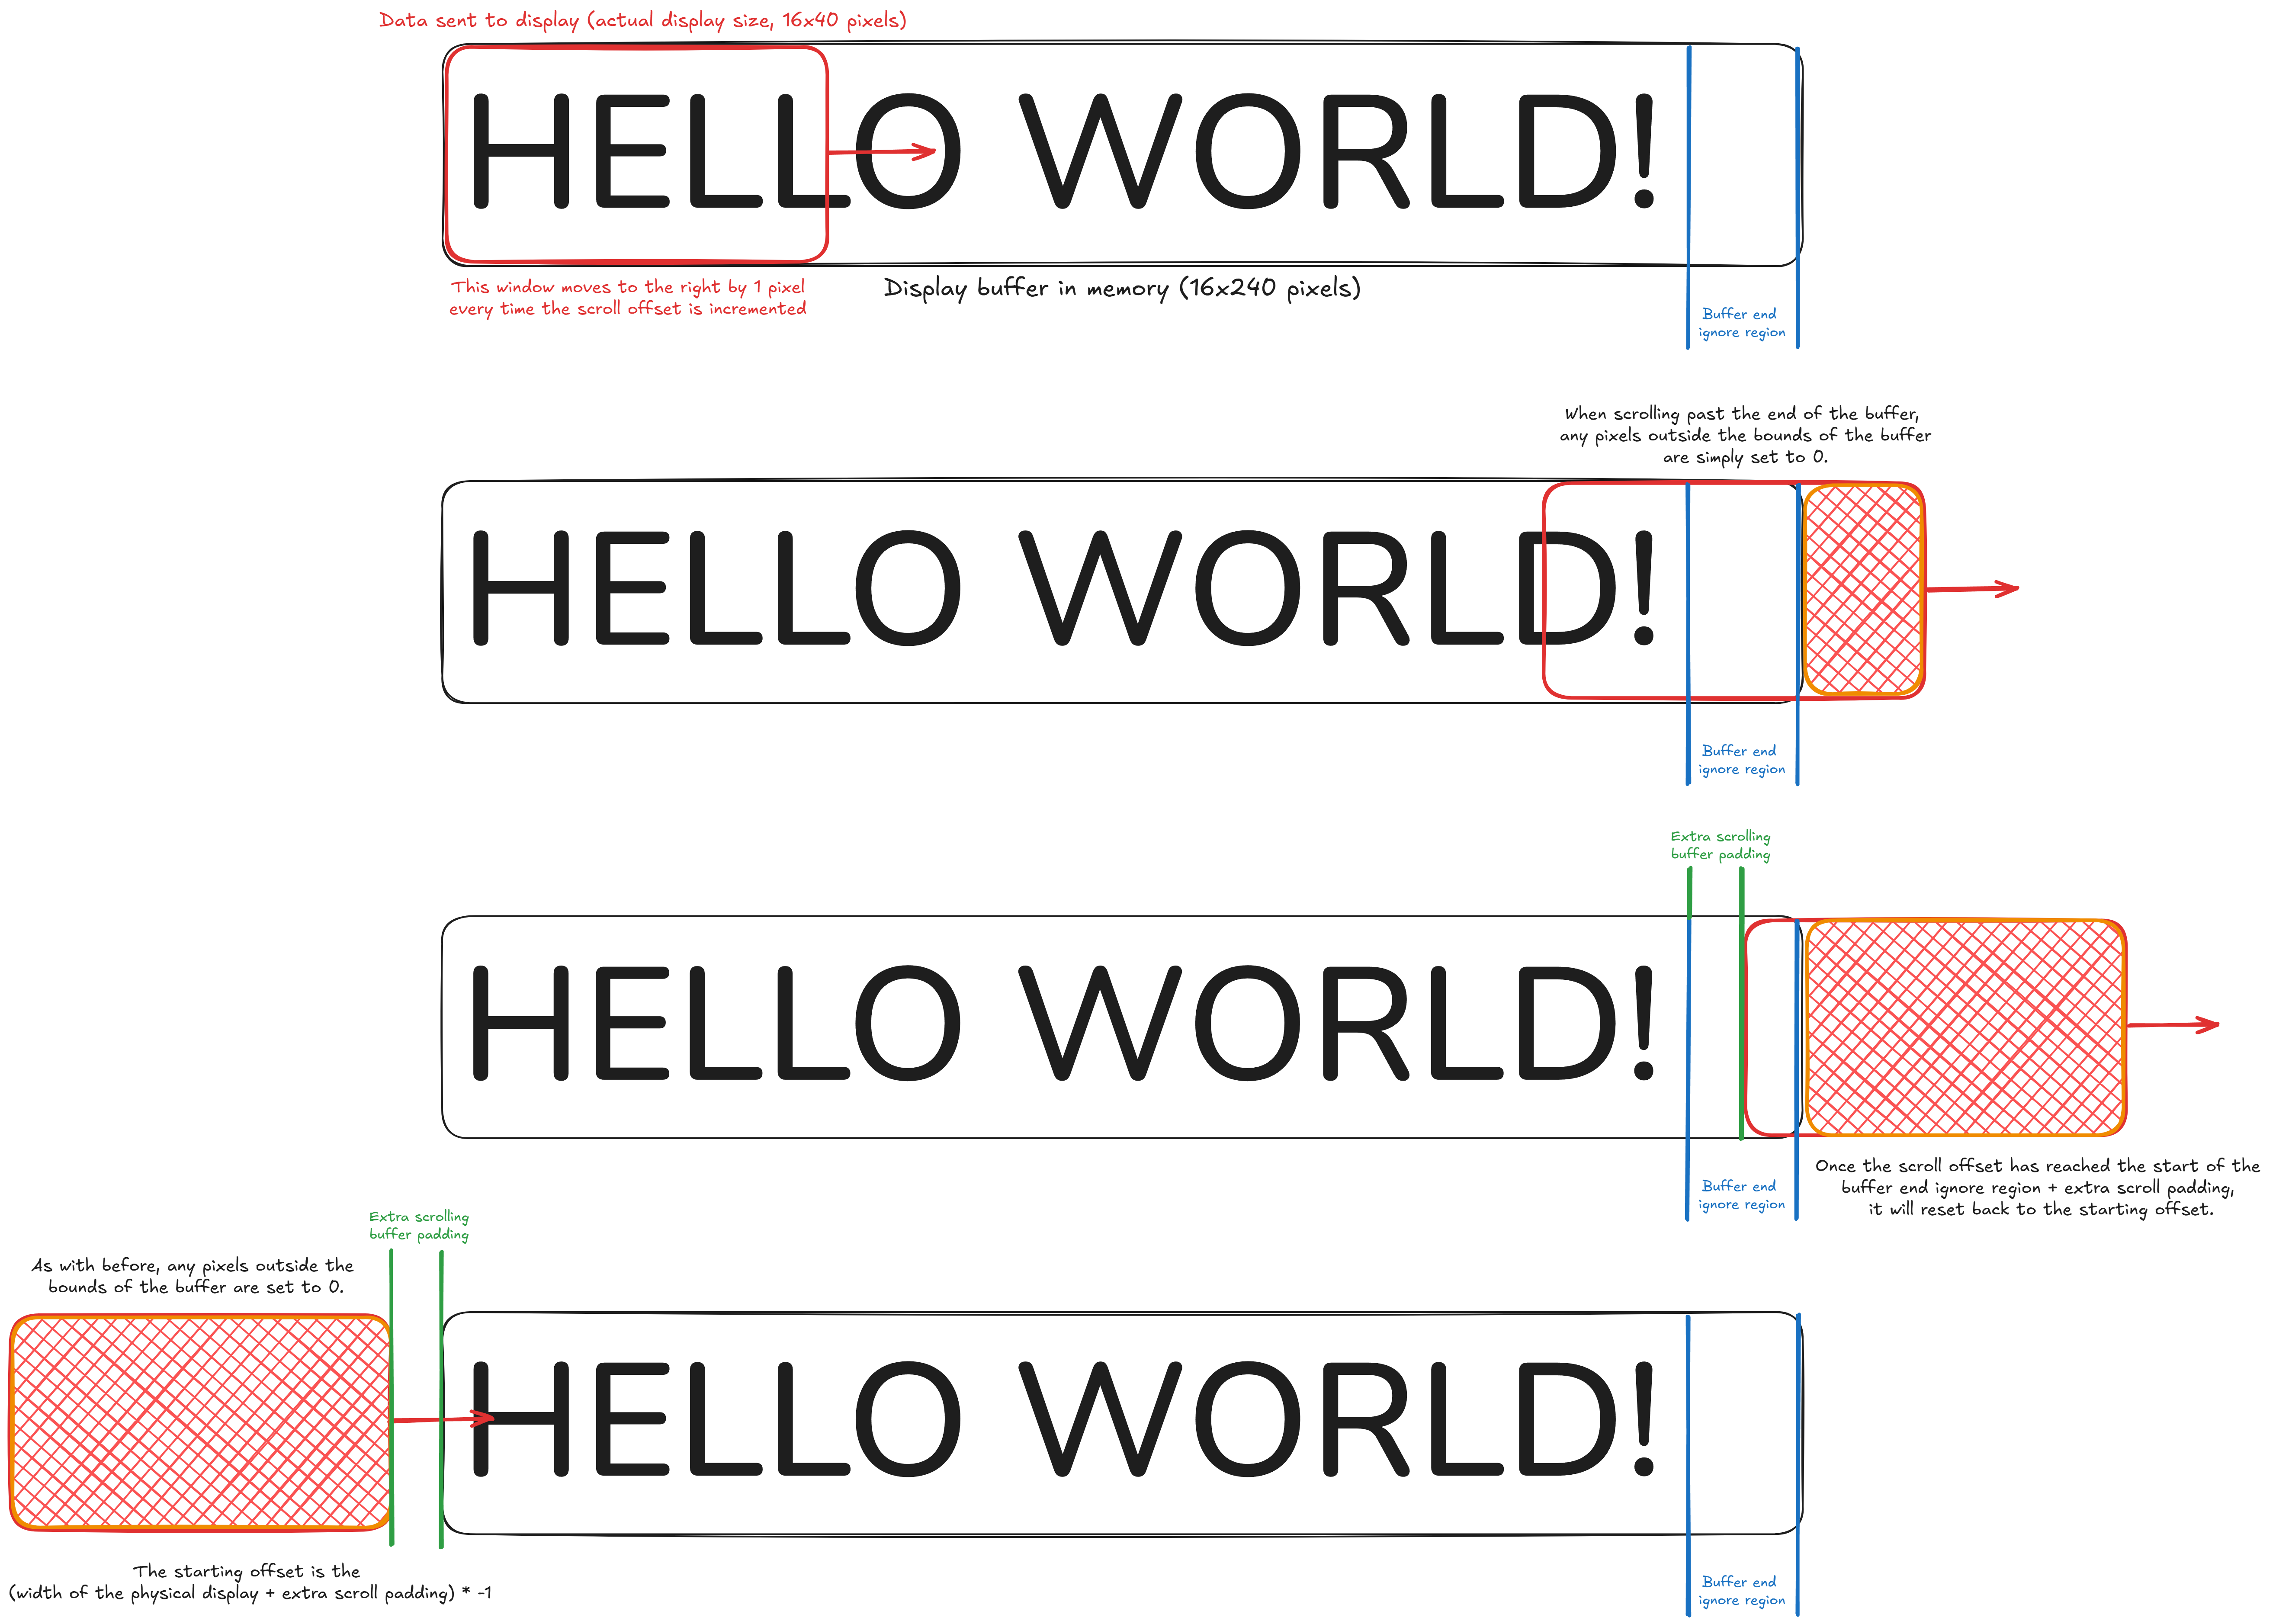 Data sent to display (actual display size, 16x40 pixels)
HELLO WORLD!
This window moves to the right by 1 pixel
every time the scroll offset is incremented
Display buffer in memory (16x240 pixels)
Buffer end
ignore region
When scrolling past the end of the buffer,
any pixels outside the bounds of the buffer
are simply set to 0.
HELLO WORLD!
Buffer end
ignore region
Extra scrolling
buffer padding
HELLO WORLD!
Buffer end
ignore region
Once the scroll offset has reached the start of the
buffer end ignore region + extra scroll padding,
it will reset back to the starting offset.
Extra scrolling
buffer padding
As with before, any pixels outside the
bounds of the buffer are set to 0.
HELLO WORLD!
The starting offset is the
(width of the physical display + extra scroll padding) * -1
Buffer end
ignore region